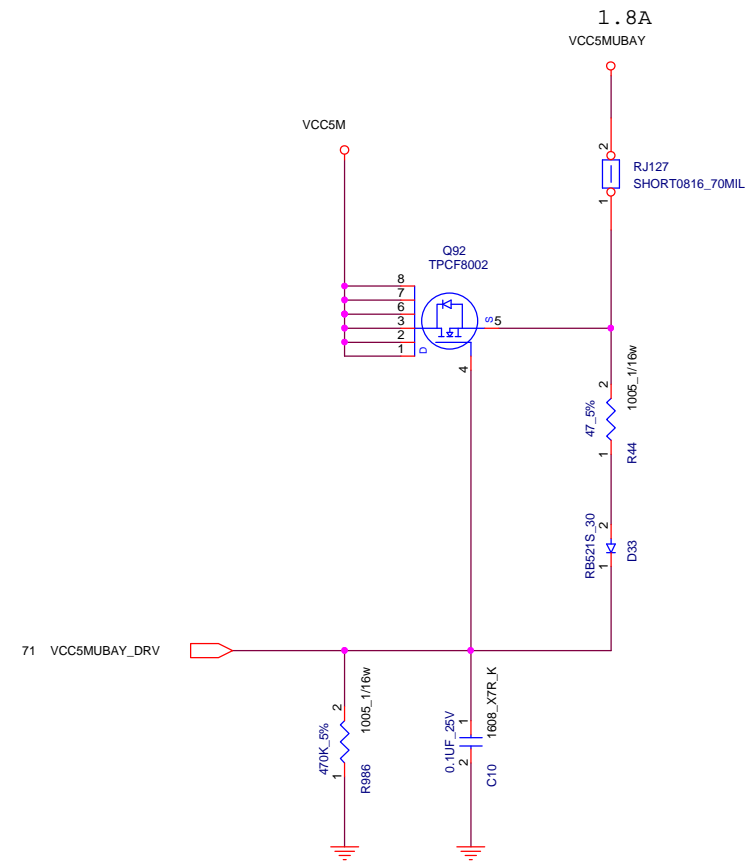 1.8A
VCC5MUBAY
VCC5M
2
RJ127
SHORT0816_70MIL
1
Q92
TPCF8002
8
7
6
3
2
1
D
S
5
4
2
47_5%
1005_1/16w
1
R44
2
RB521S_30
1
D33
71 VCC5MUBAY_DRV
2
470K_5%
1005_1/16w
1
R986
1
0.1UF_25V
1608_X7R_K
2
C10